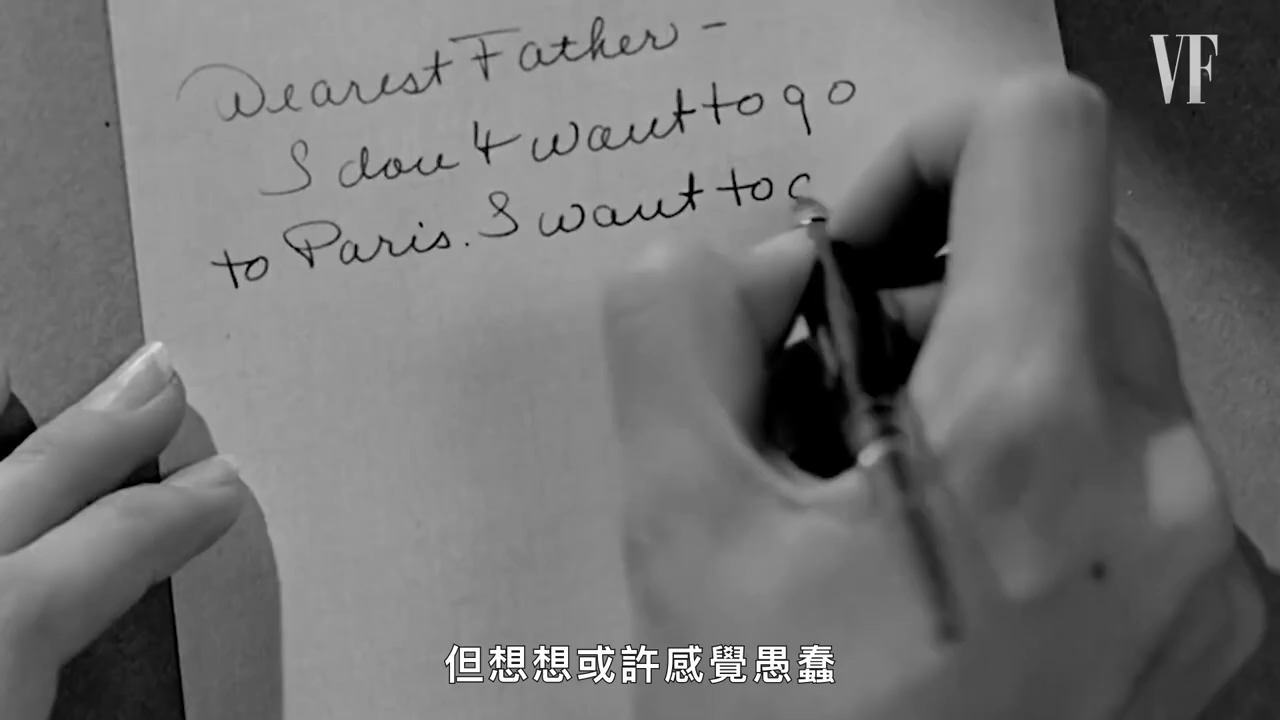 VF
Dearest Father –
I don't want to go
to Paris. I want to
但想想或許感覺愚蠢